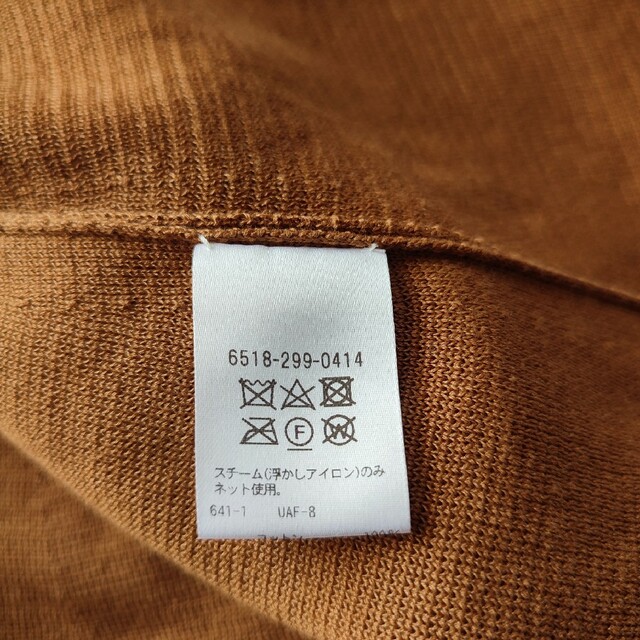 6518-299-0414
F W
スチーム(浮かしアイロン)のみ
ネット使用。
641-1 UAF-8